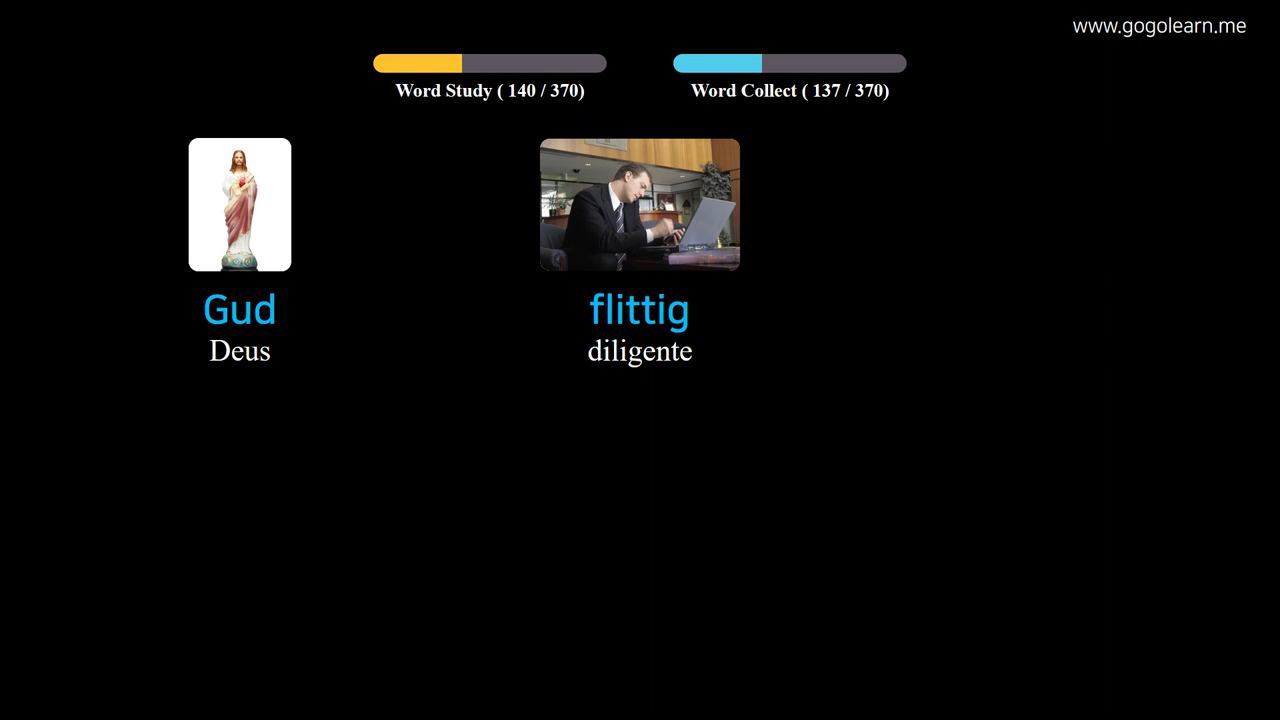 www.gogolearn.me
Word Study ( 140 / 370)
Word Collect ( 137 / 370)
Gud
Deus
flittig
diligente